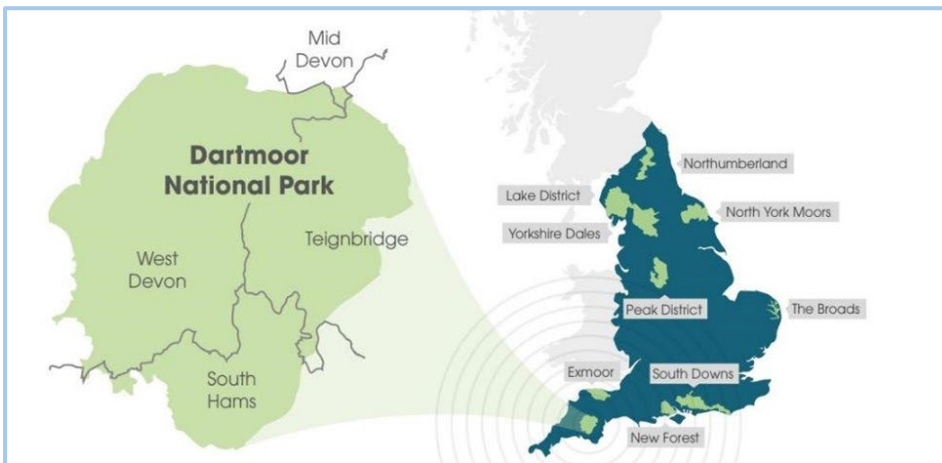 Mid
Devon
Dartmoor
National Park
Teignbridge
West
Devon
South
Hams
Northumberland
Lake District
North York Moors
Yorkshire Dales
Peak District
The Broads
Exmoor
South Downs
New Forest